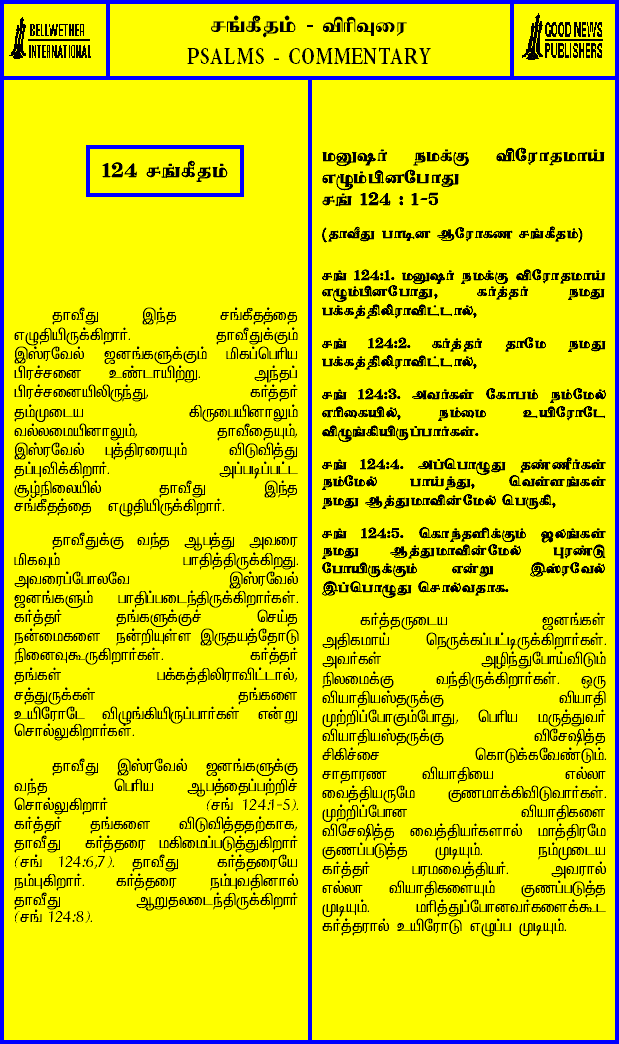 BELLWETHER
INTERNATIONAL
சங்கீதம் - விரிவுரை
PSALMS - COMMENTARY
GOOD NEWS
PUBLISHERS
124 சங்கீதம்
தாவீது இந்த சங்கீதத்தை
எழுதியிருக்கிறார். தாவீதுக்கும்
இஸ்ரவேல் ஜனங்களுக்கும் மிகப்பெரிய
பிரச்சனை உண்டாயிற்று. அந்தப்
பிரச்சனையிலிருந்து, கர்த்தர்
தம்முடைய கிருபையினாலும்
வல்லமையினாலும், தாவீதையும்,
இஸ்ரவேல் புத்திரரையும் விடுவித்து
தப்புவிக்கிறார். அப்படிப்பட்ட
சூழ்நிலையில் தாவீது இந்த
சங்கீதத்தை எழுதியிருக்கிறார்.
தாவீதுக்கு வந்த ஆபத்து அவரை
மிகவும் பாதித்திருக்கிறது.
அவரைப்போலவே இஸ்ரவேல்
ஜனங்களும் பாதிப்படைந்திருக்கிறார்கள்.
கர்த்தர் தங்களுக்குச் செய்த
நன்மைகளை நன்றியுள்ள இருதயத்தோடு
நினைவுகூருகிறார்கள். கர்த்தர்
தங்கள் பக்கத்திலிராவிட்டால்,
சத்துருக்கள் தங்களை
உயிரோடே விழுங்கியிருப்பார்கள் என்று
சொல்லுகிறார்கள்.
தாவீது இஸ்ரவேல் ஜனங்களுக்கு
வந்த பெரிய ஆபத்தைப்பற்றிச்
சொல்லுகிறார் (சங் 124:1-5).
கர்த்தர் தங்களை விடுவித்ததற்காக,
தாவீது கர்த்தரை மகிமைப்படுத்துகிறார்
(சங் 124:6,7). தாவீது கர்த்தரையே
நம்புகிறார். கர்த்தரை நம்புவதினால்
தாவீது ஆறுதலடைந்திருக்கிறார்
(சங் 124:8).
மனுஷர் நமக்கு விரோதமாய்
எழும்பினபோது
சங் 124 : 1-5
(தாவீது பாடின ஆரோகண சங்கீதம்)
சங் 124:1. மனுஷர் நமக்கு விரோதமாய்
எழும்பினபோது, கர்த்தர் நமது
பக்கத்திலிராவிட்டால்,
சங் 124:2. கர்த்தர் தாமே நமது
பக்கத்திலிராவிட்டால்,
சங் 124:3. அவர்கள் கோபம் நம்மேல்
எரிகையில், நம்மை உயிரோடே
விழுங்கியிருப்பார்கள்.
சங் 124:4. அப்பொழுது தண்ணீர்கள்
நம்மேல் பாய்ந்து, வெள்ளங்கள்
நமது ஆத்துமாவின்மேல் பெருகி,
சங் 124:5. கொந்தளிக்கும் ஜலங்கள்
நமது ஆத்துமாவின்மேல் புரண்டு
போயிருக்கும் என்று இஸ்ரவேல்
இப்பொழுது சொல்வதாக.
கர்த்தருடைய ஜனங்கள்
அதிகமாய் நெருக்கப்பட்டிருக்கிறார்கள்.
அவர்கள் அழிந்துபோய்விடும்
நிலமைக்கு வந்திருக்கிறார்கள். ஒரு
வியாதியஸ்தருக்கு வியாதி
முற்றிப்போகும்போது, பெரிய மருத்துவர்
வியாதியஸ்தருக்கு விசேஷித்த
சிகிச்சை கொடுக்கவேண்டும்.
சாதாரண வியாதியை எல்லா
வைத்தியருமே குணமாக்கிவிடுவார்கள்.
முற்றிப்போன வியாதிகளை
விசேஷித்த வைத்தியர்களால் மாத்திரமே
குணப்படுத்த முடியும். நம்முடைய
கர்த்தர் பரமவைத்தியர். அவரால்
எல்லா வியாதிகளையும் குணப்படுத்த
முடியும். மரித்துப்போனவர்களைக்கூட
கர்த்தரால் உயிரோடு எழுப்ப முடியும்.